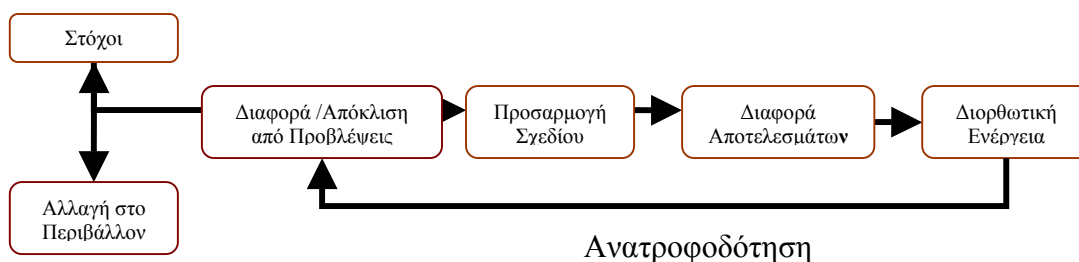 Στόχοι
Διαφορά /Απόκλιση
από Προβλέψεις
Προσαρμογή
Σχεδίου
Διαφορά
Αποτελεσμάτων
Διορθωτική
Ενέργεια
Αλλαγή στο
Περιβάλλον
Ανατροφοδότηση